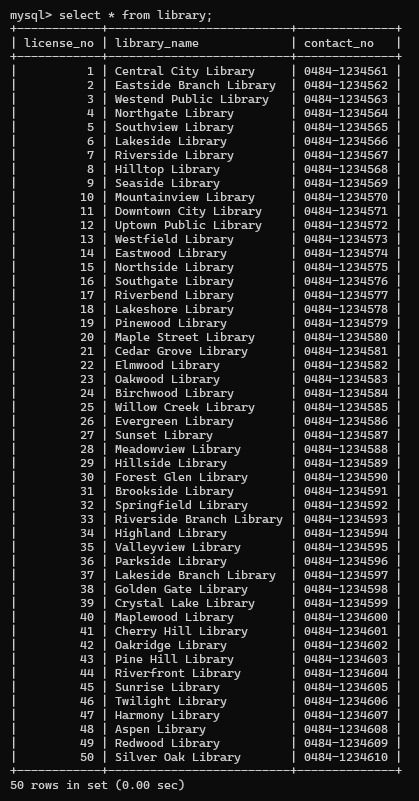 mysql> select * from library;
| license_no | library_name | contact_no |
| 1 | Central City Library | 0484-1234561 |
| 2 | Eastside Branch Library | 0484-1234562 |
| 3 | Westend Public Library | 0484-1234563 |
| 4 | Northgate Library | 0484-1234564 |
| 5 | Southview Library | 0484-1234565 |
| 6 | Lakeside Library | 0484-1234566 |
| 7 | Riverside Library | 0484-1234567 |
| 8 | Hilltop Library | 0484-1234568 |
| 9 | Seaside Library | 0484-1234569 |
| 10 | Mountainview Library | 0484-1234570 |
| 11 | Downtown City Library | 0484-1234571 |
| 12 | Uptown Public Library | 0484-1234572 |
| 13 | Westfield Library | 0484-1234573 |
| 14 | Eastwood Library | 0484-1234574 |
| 15 | Northside Library | 0484-1234575 |
| 16 | Southgate Library | 0484-1234576 |
| 17 | Riverbend Library | 0484-1234577 |
| 18 | Lakeshore Library | 0484-1234578 |
| 19 | Pinewood Library | 0484-1234579 |
| 20 | Maple Street Library | 0484-1234580 |
| 21 | Cedar Grove Library | 0484-1234581 |
| 22 | Elmwood Library | 0484-1234582 |
| 23 | Oakwood Library | 0484-1234583 |
| 24 | Birchwood Library | 0484-1234584 |
| 25 | Willow Creek Library | 0484-1234585 |
| 26 | Evergreen Library | 0484-1234586 |
| 27 | Sunset Library | 0484-1234587 |
| 28 | Meadowview Library | 0484-1234588 |
| 29 | Hillside Library | 0484-1234589 |
| 30 | Forest Glen Library | 0484-1234590 |
| 31 | Brookside Library | 0484-1234591 |
| 32 | Springfield Library | 0484-1234592 |
| 33 | Riverside Branch Library | 0484-1234593 |
| 34 | Highland Library | 0484-1234594 |
| 35 | Valleyview Library | 0484-1234595 |
| 36 | Parkside Library | 0484-1234596 |
| 37 | Lakeside Branch Library | 0484-1234597 |
| 38 | Golden Gate Library | 0484-1234598 |
| 39 | Crystal Lake Library | 0484-1234599 |
| 40 | Maplewood Library | 0484-1234600 |
| 41 | Cherry Hill Library | 0484-1234601 |
| 42 | Oakridge Library | 0484-1234602 |
| 43 | Pine Hill Library | 0484-1234603 |
| 44 | Riverfront Library | 0484-1234604 |
| 45 | Sunrise Library | 0484-1234605 |
| 46 | Twilight Library | 0484-1234606 |
| 47 | Harmony Library | 0484-1234607 |
| 48 | Aspen Library | 0484-1234608 |
| 49 | Redwood Library | 0484-1234609 |
| 50 | Silver Oak Library | 0484-1234610 |
50 rows in set (0.00 sec)